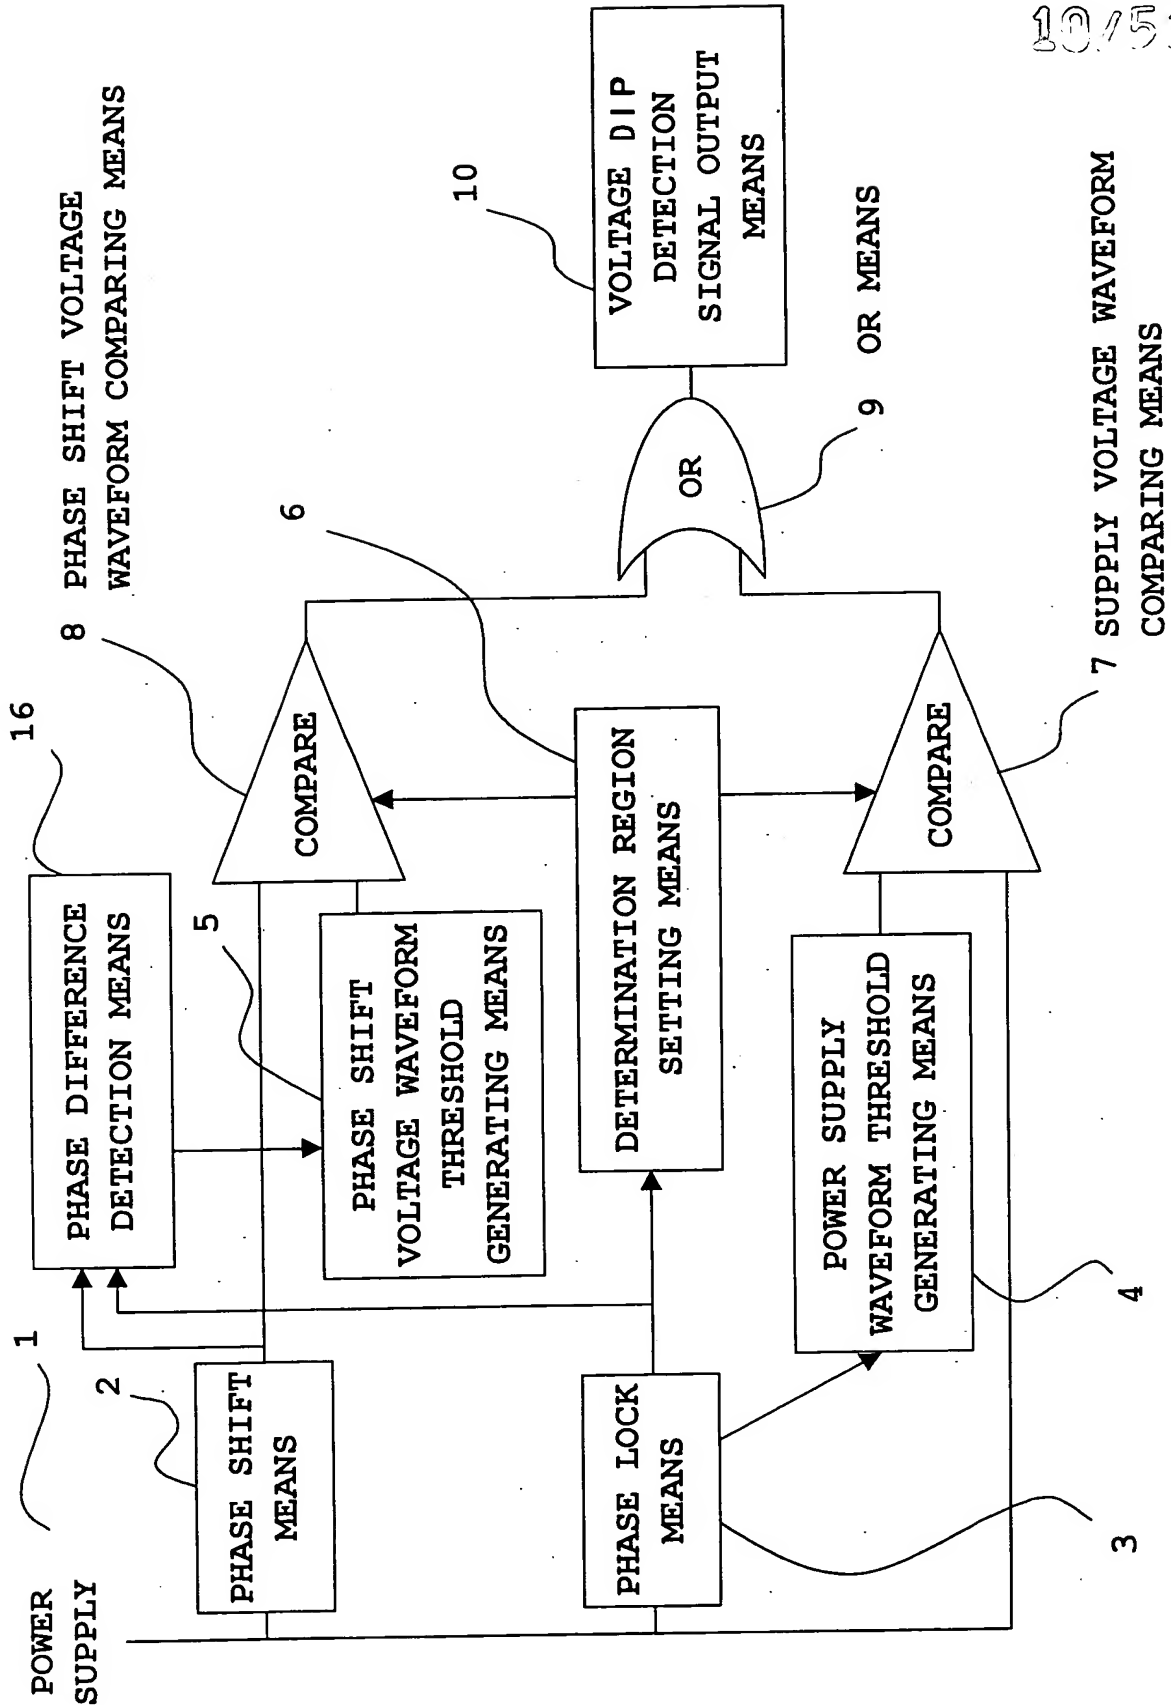 10/5
POWER
SUPPLY
1
2
PHASE SHIFT
MEANS
PHASE LOCK
MEANS
3
16
PHASE DIFFERENCE
DETECTION MEANS
5
PHASE SHIFT
VOLTAGE WAVEFORM
THRESHOLD
GENERATING MEANS
6
DETERMINATION REGION
SETTING MEANS
POWER SUPPLY
WAVEFORM THRESHOLD
GENERATING MEANS
4
8 PHASE SHIFT VOLTAGE
WAVEFORM COMPARING MEANS
COMPARE
COMPARE
7 SUPPLY VOLTAGE WAVEFORM
COMPARING MEANS
OR
9 OR MEANS
10
VOLTAGE DIP
DETECTION
SIGNAL OUTPUT
MEANS